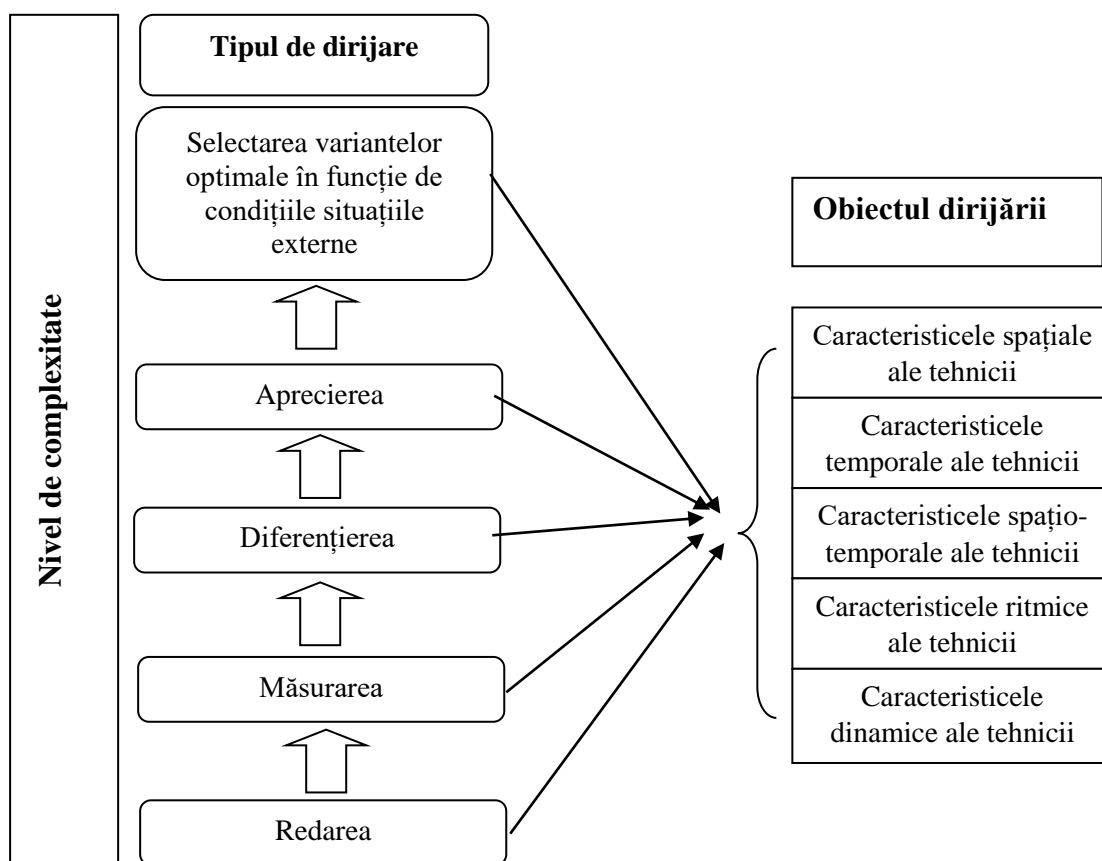 Nivel de complexitate
Tipul de dirijare
Selectarea variantelor
optimale în funcție de
condițiile situațiile
externe
Aprecierea
Diferențierea
Măsurarea
Redarea
Obiectul dirijării
Caracteristicele spațiale
ale tehnicii
Caracteristicele
temporale ale tehnicii
Caracteristicele spațio-
temporale ale tehnicii
Caracteristicele ritmice
ale tehnicii
Caracteristicele
dinamice ale tehnicii